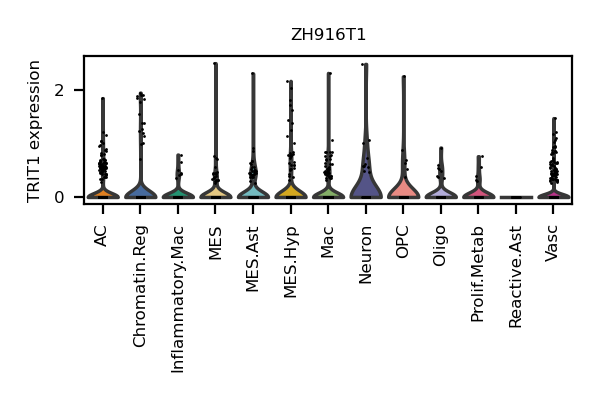 ZH916T1
TRIT1 expression
2
0
AC
Chromatin.Reg
Inflammatory.Mac
MES
MES.Ast
MES.Hyp
Mac
Neuron
OPC
Oligo
Prolif.Metab
Reactive.Ast
Vasc